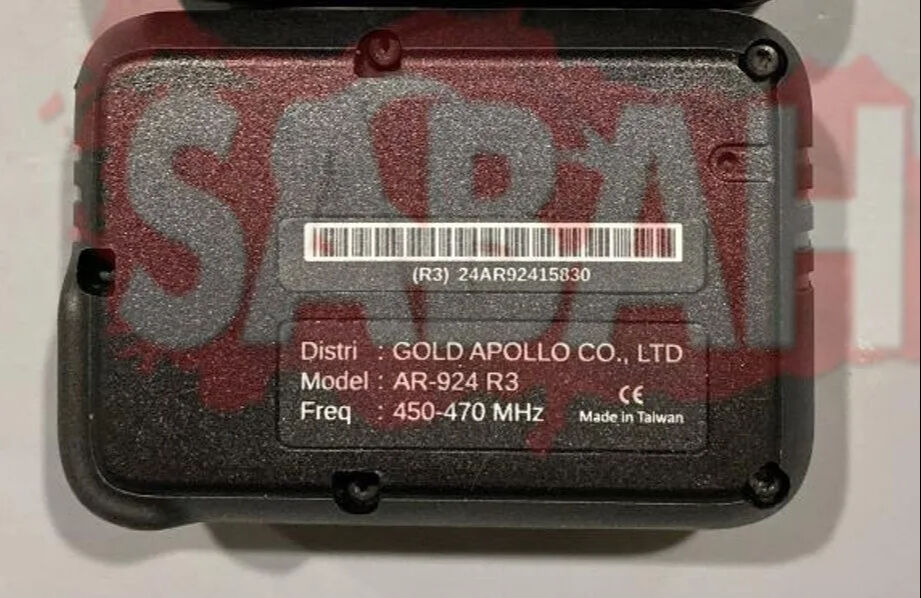 SABAH
(R3) 24AR92415830
Distri : GOLD APOLLO CO., LTD
Model : AR-924 R3
Freq : 450-470 MHz
CE
Made in Taiwan